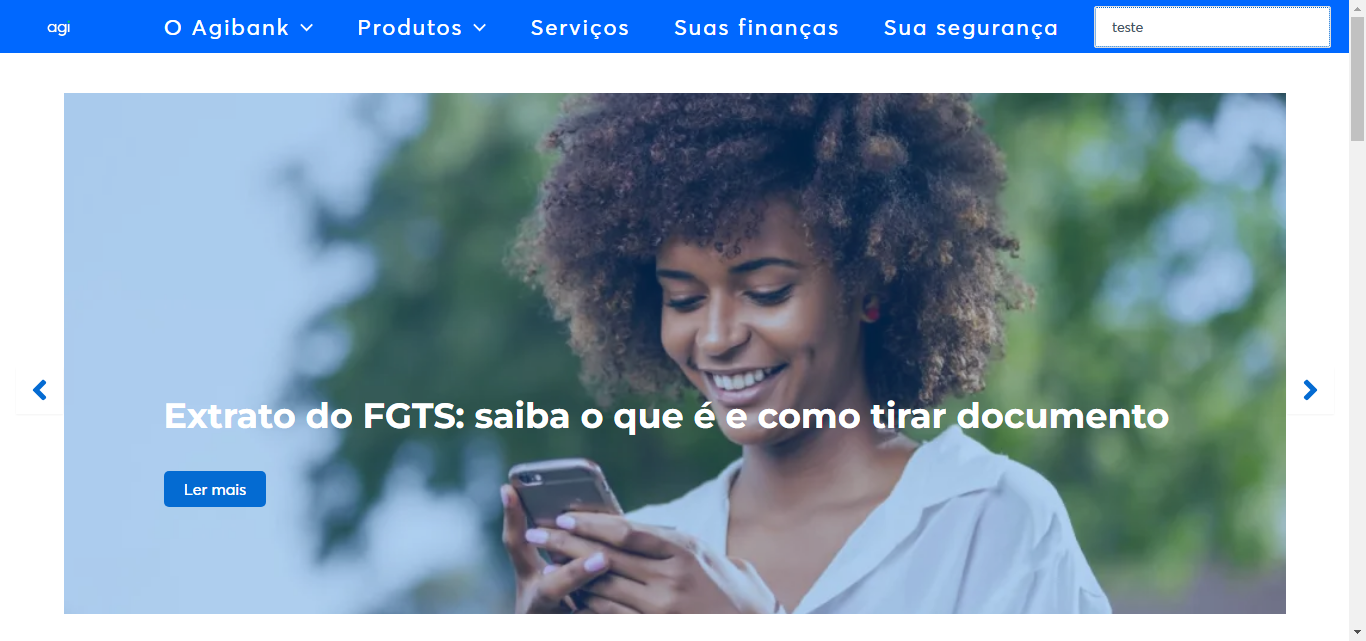 agi
O Agibank
Produtos
Serviços
Suas finanças
Sua segurança
teste
Extrato do FGTS: saiba o que é e como tirar documento
Ler mais